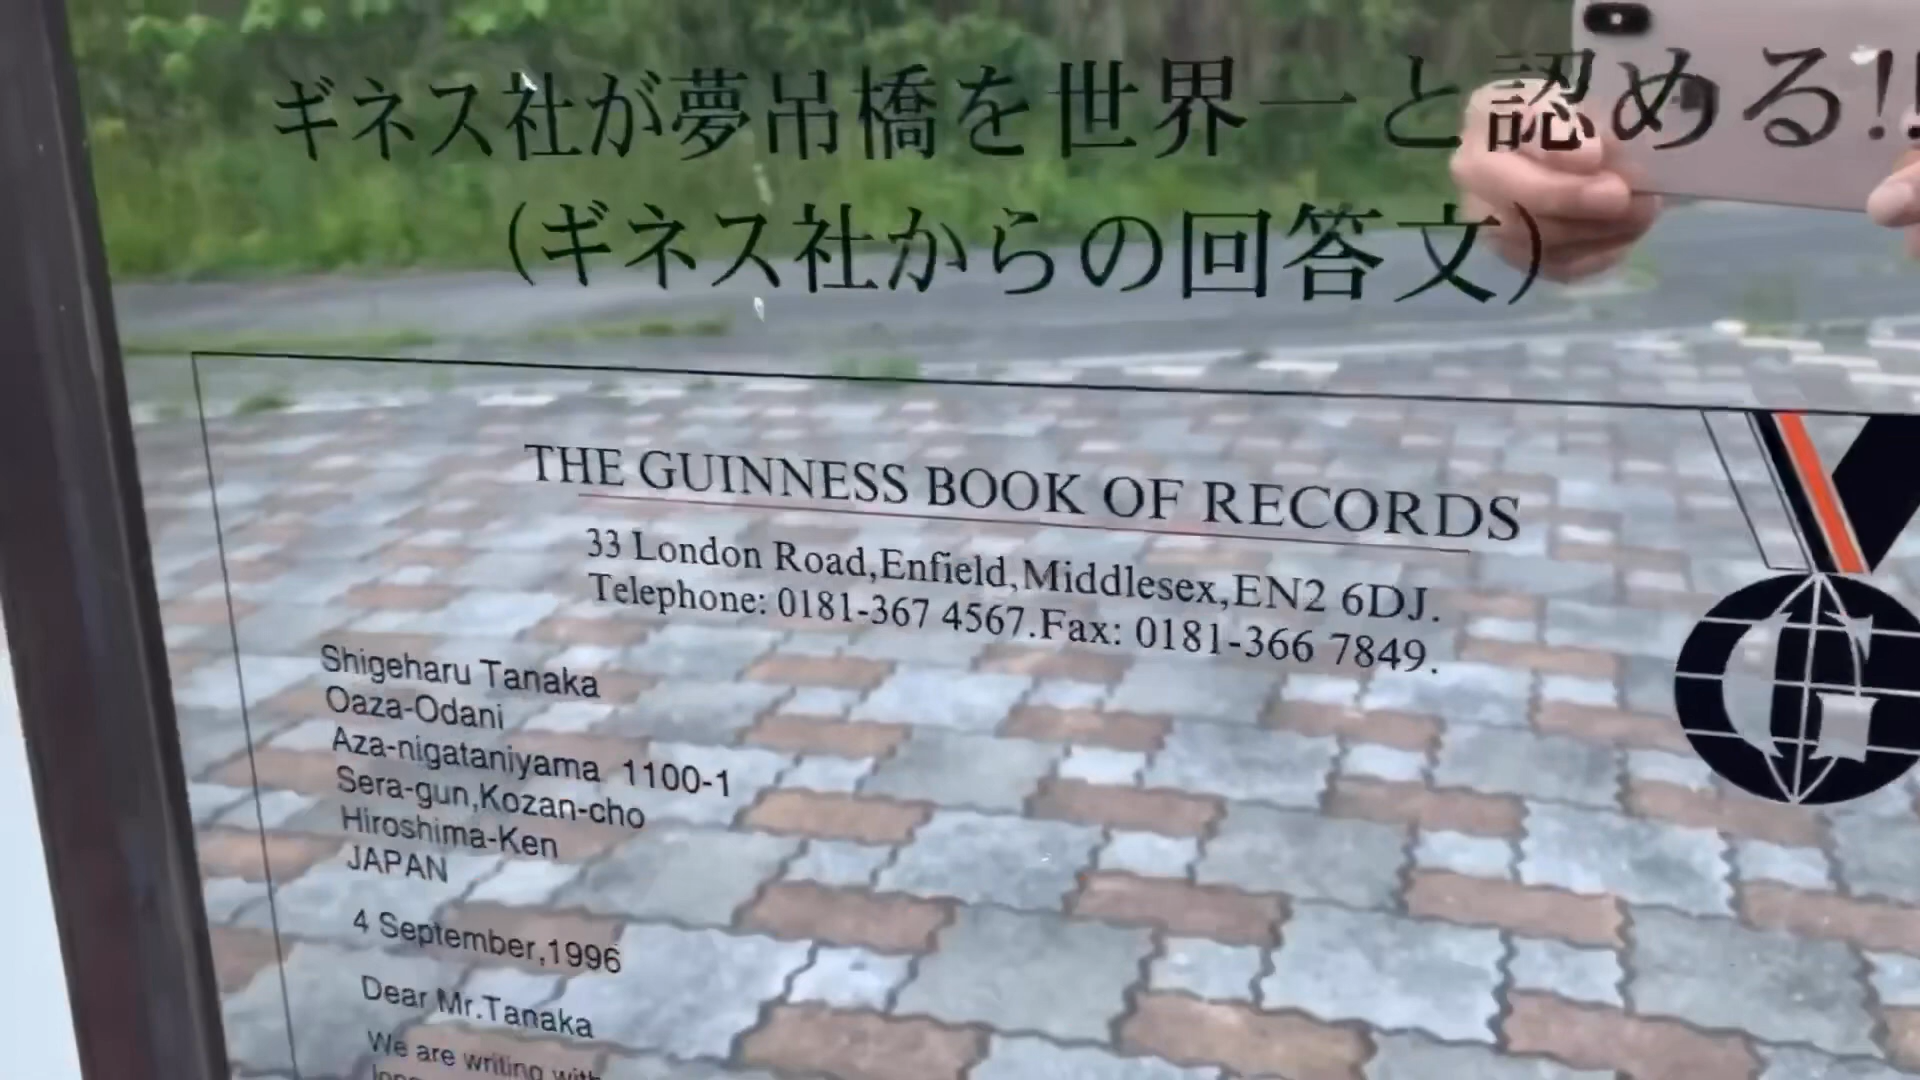 ギネス社が夢吊橋を世界一と認める!!
(ギネス社からの回答文)
THE GUINNESS BOOK OF RECORDS
33 London Road,Enfield,Middlesex,EN2 6DJ.
Telephone: 0181-367 4567.Fax: 0181-366 7849.
G
Shigeharu Tanaka
Oaza-Odani
Aza-nigataniyama 1100-1
Sera-gun,Kozan-cho
Hiroshima-Ken
JAPAN
4 September,1996
Dear Mr.Tanaka
We are writing with